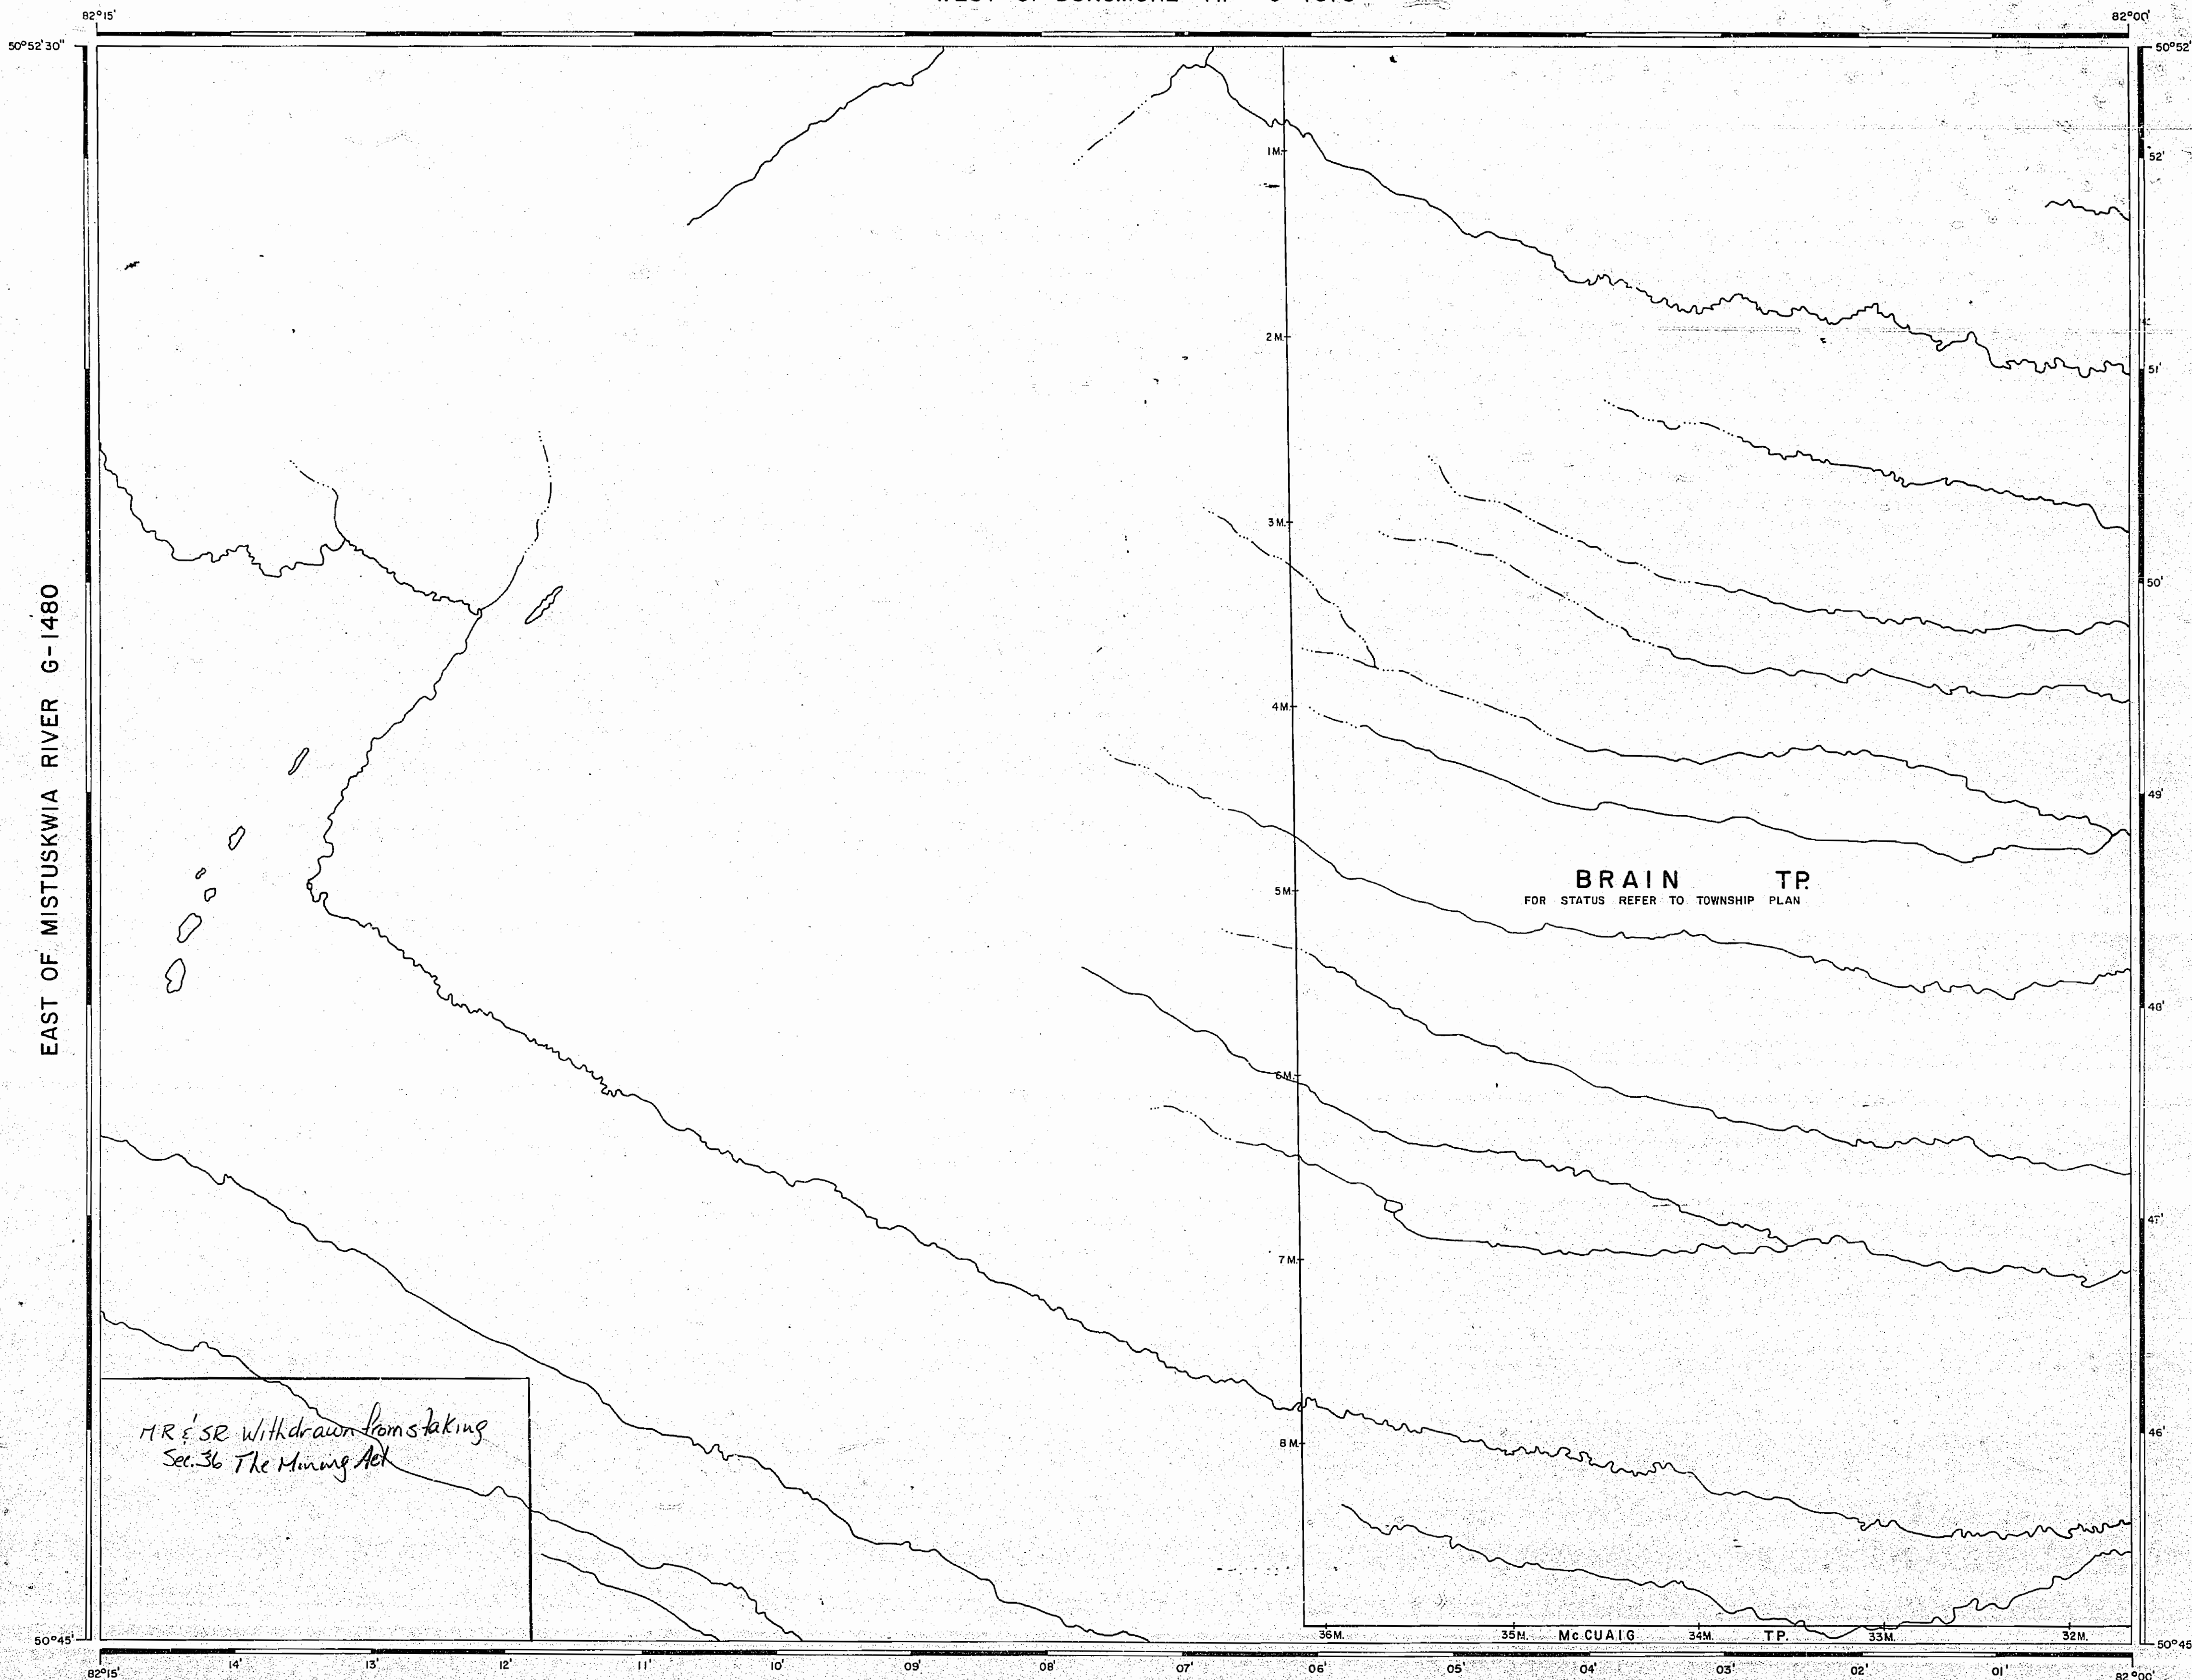 82°15'
82°00'
50°52'30"
50°52'
1M.
52'
2M.
51'
3M.
50'
EAST OF MISTUSKWIA RIVER G-1480
4M.
49'
BRAIN TP.
FOR STATUS REFER TO TOWNSHIP PLAN
5M.
48'
6M.
47'
7M.
MR & SR Withdrawn from staking
Sec. 36 The Mining Act
46'
8M.
36M. 35M. McCUAIG 34M. TP. 33M. 32M.
50°45'
50°45'
82°15' 14' 13' 12' 11' 10' 09' 08' 07' 06' 05' 04' 03' 02' 01' 82°00'